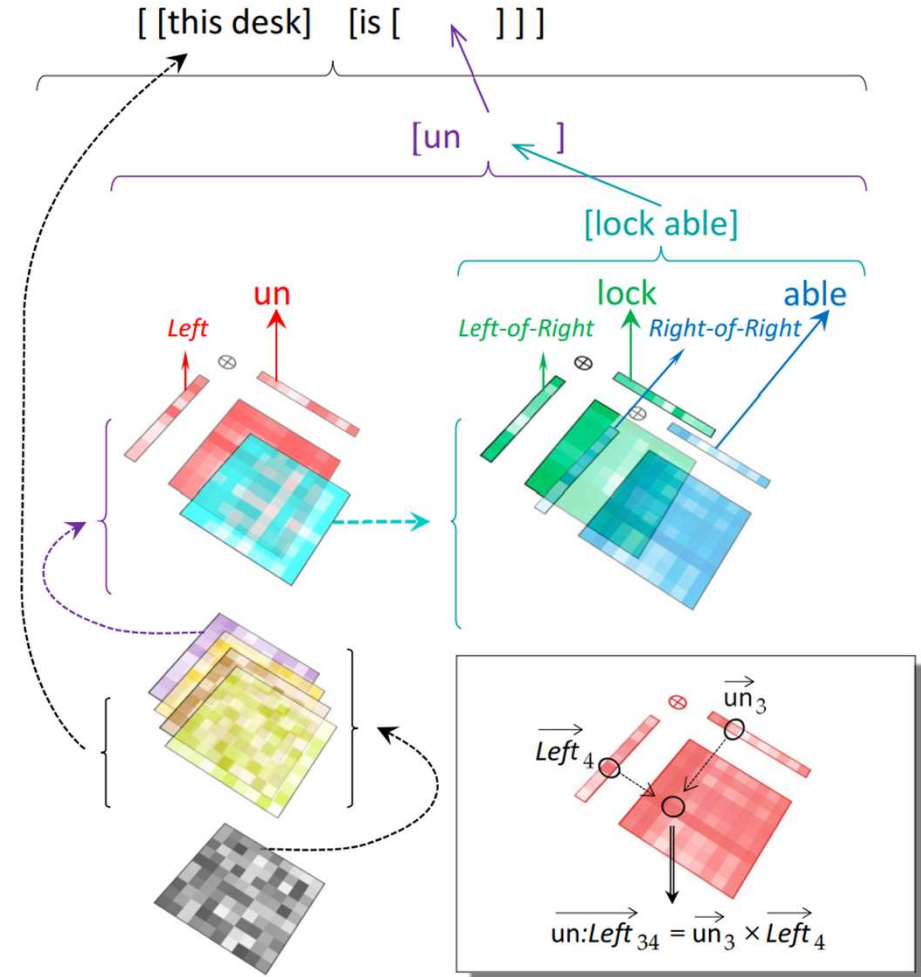 [ [this desk] [is [ ] ] ]
[un ]
[lock able]
un lock able
Left Left-of-Right Right-of-Right
⊗ ⊗
⊗
⊗
un₃
Left₄
un:Left₃₄ = un₃ × Left₄